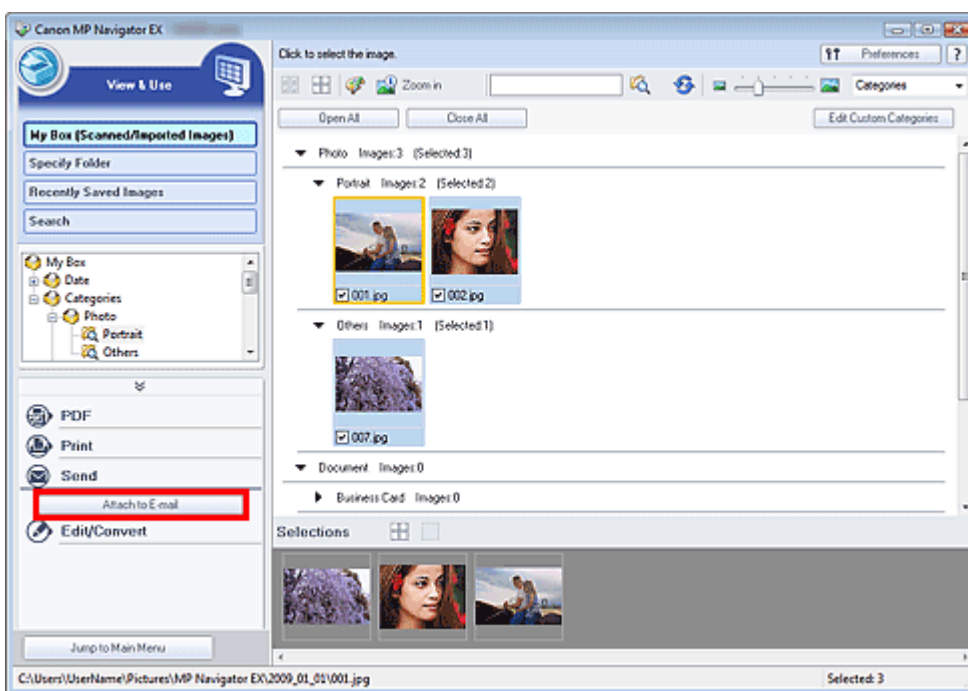 Canon MP Navigator EX
Click to select the image.
Preferences
?
View & Use
Zoom in
Categories
My Box (Scanned/Imported Images)
Open All
Close All
Edit Custom Categories
Specify Folder
Recently Saved Images
Search
Photo Images:3 (Selected:3)
Portrait Images:2 (Selected:2)
001.jpg
002.jpg
My Box
Date
Categories
Photo
Portrait
Others
Others Images:1 (Selected:1)
007.jpg
PDF
Print
Send
Attach to E-mail
Edit/Convert
Document Images:0
Business Card Images:0
Selections
Jump to Main Menu
C:\Users\UserName\Pictures\MP Navigator EX\2009_01_01\001.jpg
Selected: 3